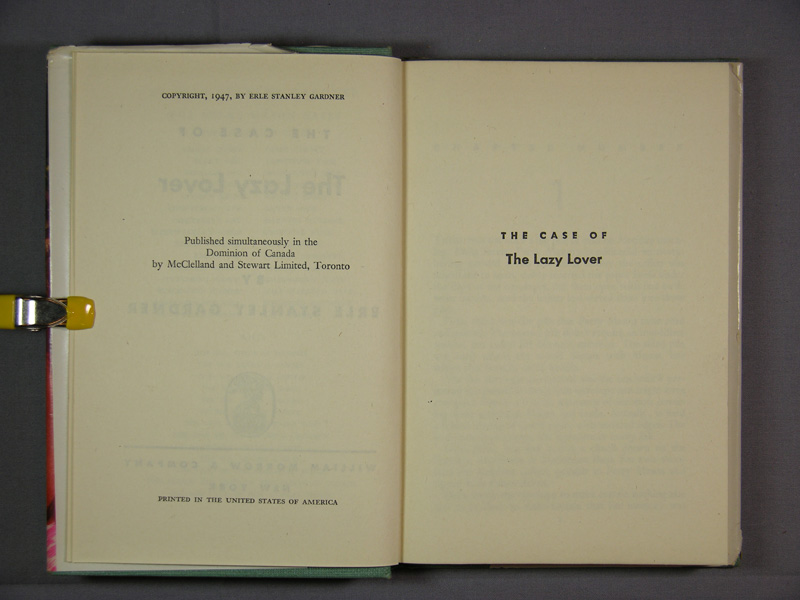 COPYRIGHT, 1947, BY ERLE STANLEY GARDNER
Published simultaneously in the
Dominion of Canada
by McClelland and Stewart Limited, Toronto
PRINTED IN THE UNITED STATES OF AMERICA
THE CASE OF
The Lazy Lover